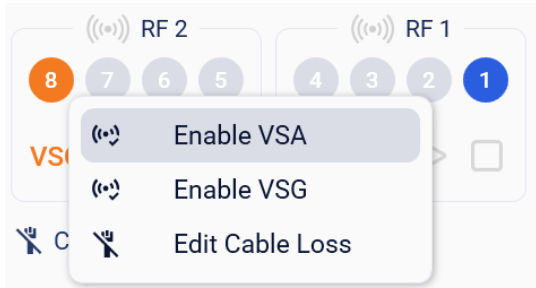 RF 2 RF 1
8 7 6 5 4 3 2 1
Enable VSA
Enable VSG
Edit Cable Loss